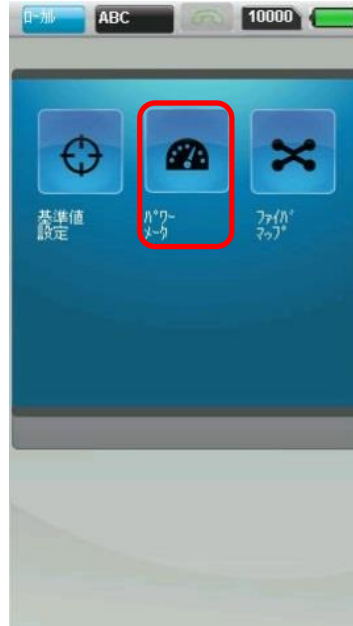 ﾛｰｶﾙ ABC 10000
基準値
設定
ﾊﾟﾜｰ
ﾒｰﾀ
ﾌｧｲﾊﾞ
ﾏｯﾌﾟ